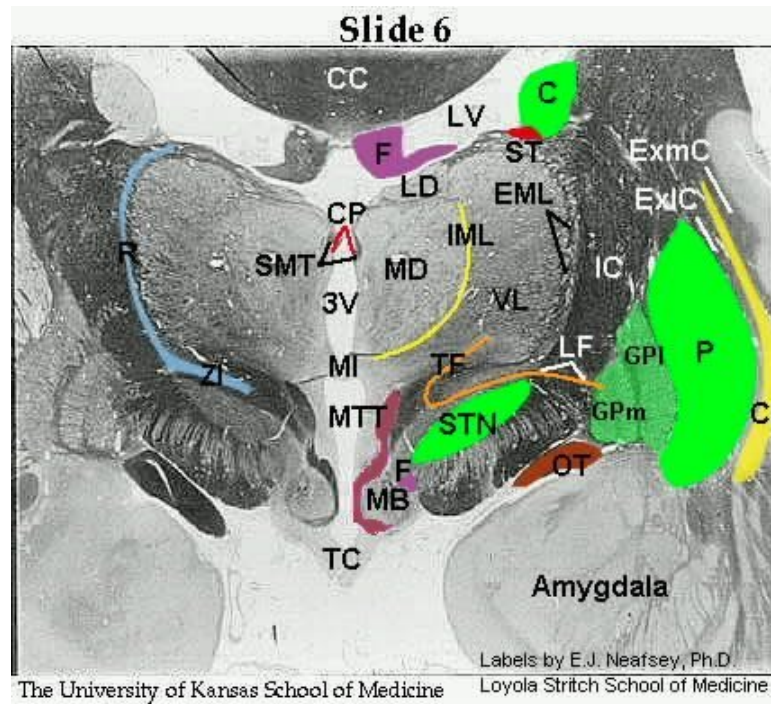 Slide 6
CC
C
LV
F
ST
ExmC
LD
EML
ExIC
CP
IML
R
SMT
MD
IC
3V
VL
GPl
P
MI
TF
LF
ZI
GPm
C
MTT
STN
F
OT
MB
TC
Amygdala
Labels by E.J. Neafsey, Ph.D.
The University of Kansas School of Medicine
Loyola Stritch School of Medicine